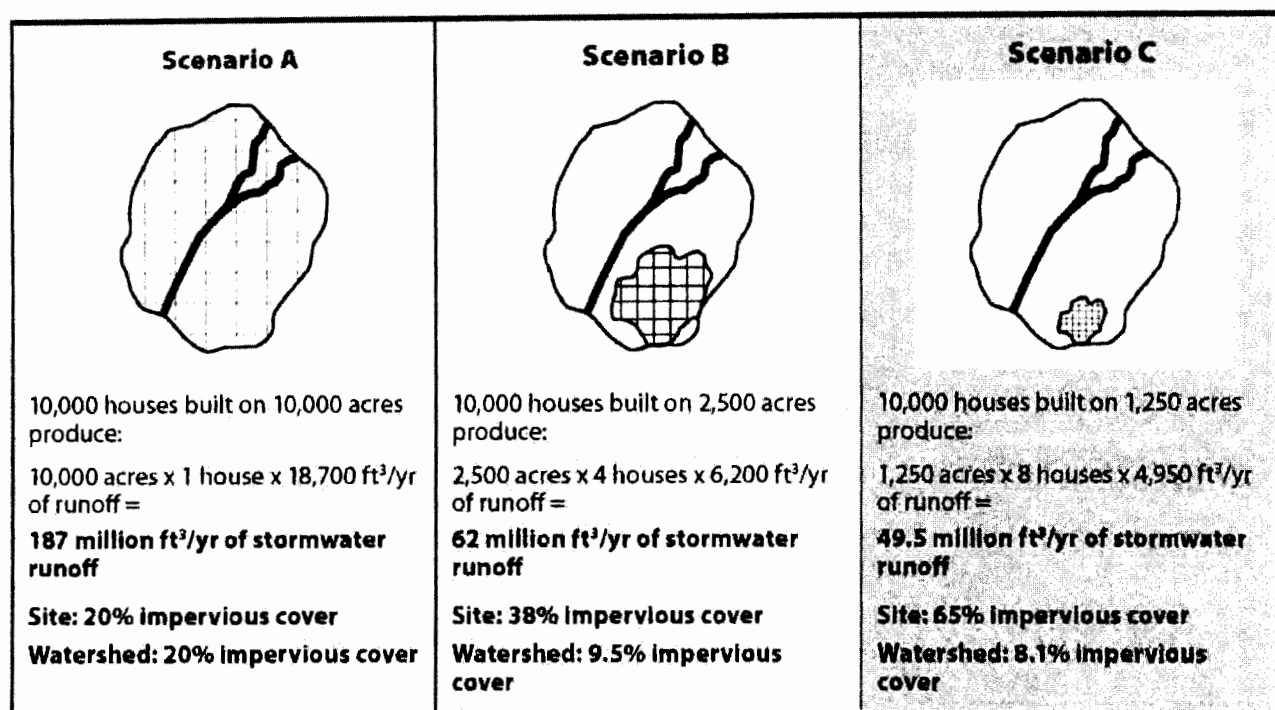 Scenario A
10,000 houses built on 10,000 acres
produce:
10,000 acres x 1 house x 18,700 ft³/yr
of runoff =
187 million ft³/yr of stormwater
runoff
Site: 20% impervious cover
Watershed: 20% impervious cover
Scenario B
10,000 houses built on 2,500 acres
produce:
2,500 acres x 4 houses x 6,200 ft³/yr
of runoff =
62 million ft³/yr of stormwater
runoff
Site: 38% impervious cover
Watershed: 9.5% impervious
cover
Scenario C
10,000 houses built on 1,250 acres
produce:
1,250 acres x 8 houses x 4,950 ft³/yr
of runoff =
49.5 million ft³/yr of stormwater
runoff
Site: 65% impervious cover
Watershed: 8.1% impervious
cover